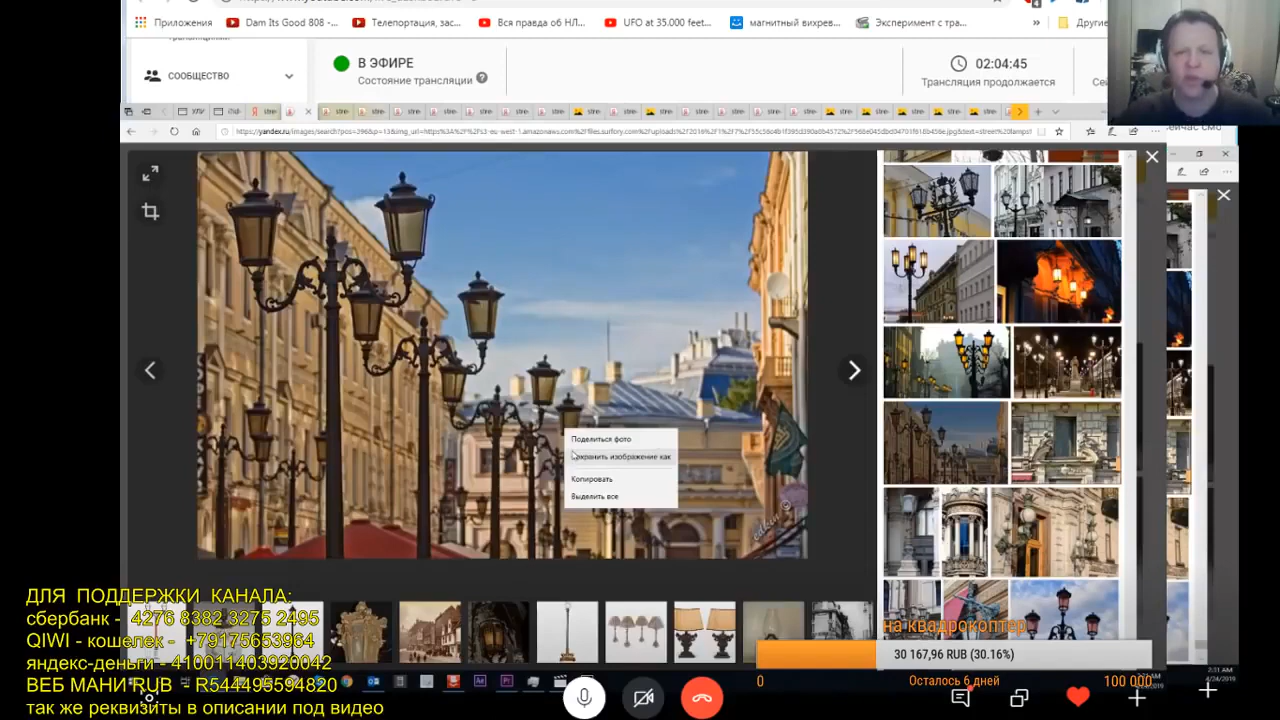 Приложения
Dam Its Good 808 -...
Телепортация, зас...
Вся правда об НЛ...
UFO at 35.000 feet...
магнитный вихрев...
Эксперимент с тра...
»
Другие
СООБЩЕСТВО
В ЭФИРЕ
Состояние трансляции ?
02:04:45
Трансляция продолжается
Поделиться фото
Сохранить изображение как
Копировать
Выделить все
ДЛЯ ПОДДЕРЖКИ КАНАЛА:
сбербанк - 4276 8382 3275 2495
QIWI - кошелек - +79175653964
яндекс-деньги - 410011403920042
ВЕБ МАНИ RUB - R544495594820
так же реквизиты в описании под видео
на квадрокоптер
30 167,96 RUB (30.16%)
0
Осталось 6 дней
100 000